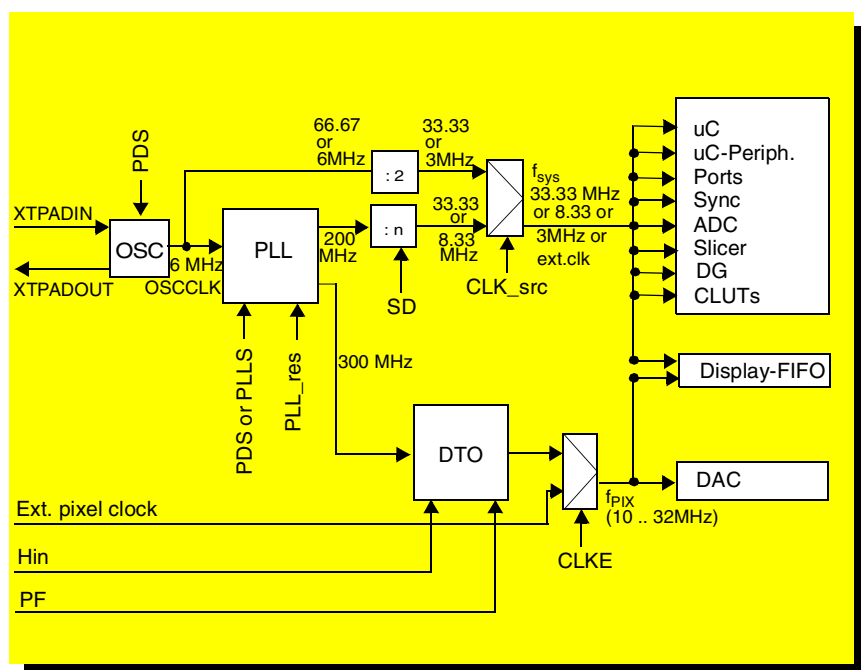 PDS
66.67
or
6MHz
: 2
33.33
or
3MHz
fsys
33.33 MHz
or 8.33 or
3MHz or
ext.clk
uC
uC-Periph.
Ports
Sync
ADC
Slicer
DG
CLUTs
XTPADIN
OSC
XTPADOUT
6 MHz
OSCCLK
PLL
200
MHz
: n
33.33
or
8.33
MHz
SD
CLK_src
PDS or PLLS
PLL_res
300 MHz
Display-FIFO
DTO
DAC
fPIX
(10 .. 32MHz)
CLKE
Ext. pixel clock
Hin
PF